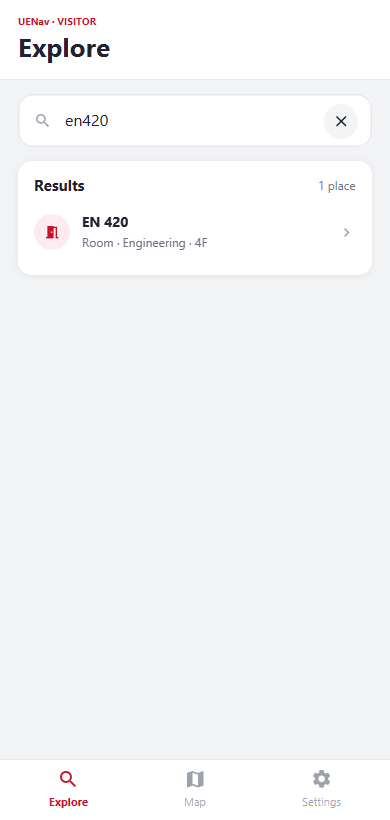 UENav · VISITOR
Explore
en420
Results
1 place
EN 420
Room · Engineering · 4F
Explore
Map
Settings